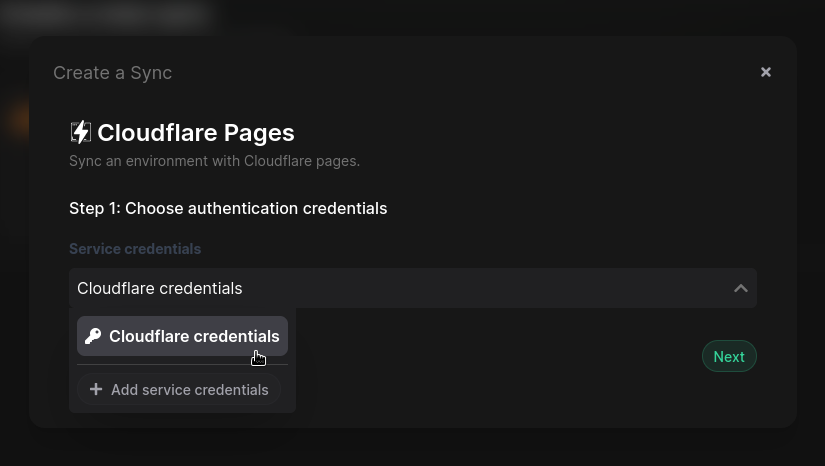 Create a Sync
Cloudflare Pages
Sync an environment with Cloudflare pages.
Step 1: Choose authentication credentials
Service credentials
Cloudflare credentials
Cloudflare credentials
Next
Add service credentials